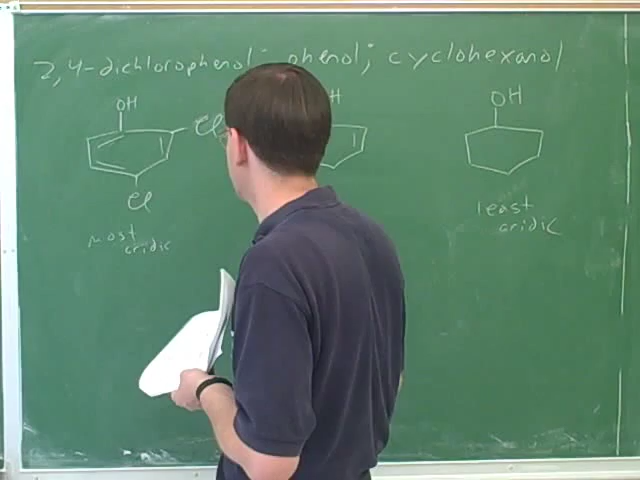 2,4-dichlorophenol; phenol; cyclohexanol
OH
Cl
H
OH
Cl
most
acidic
least
acidic